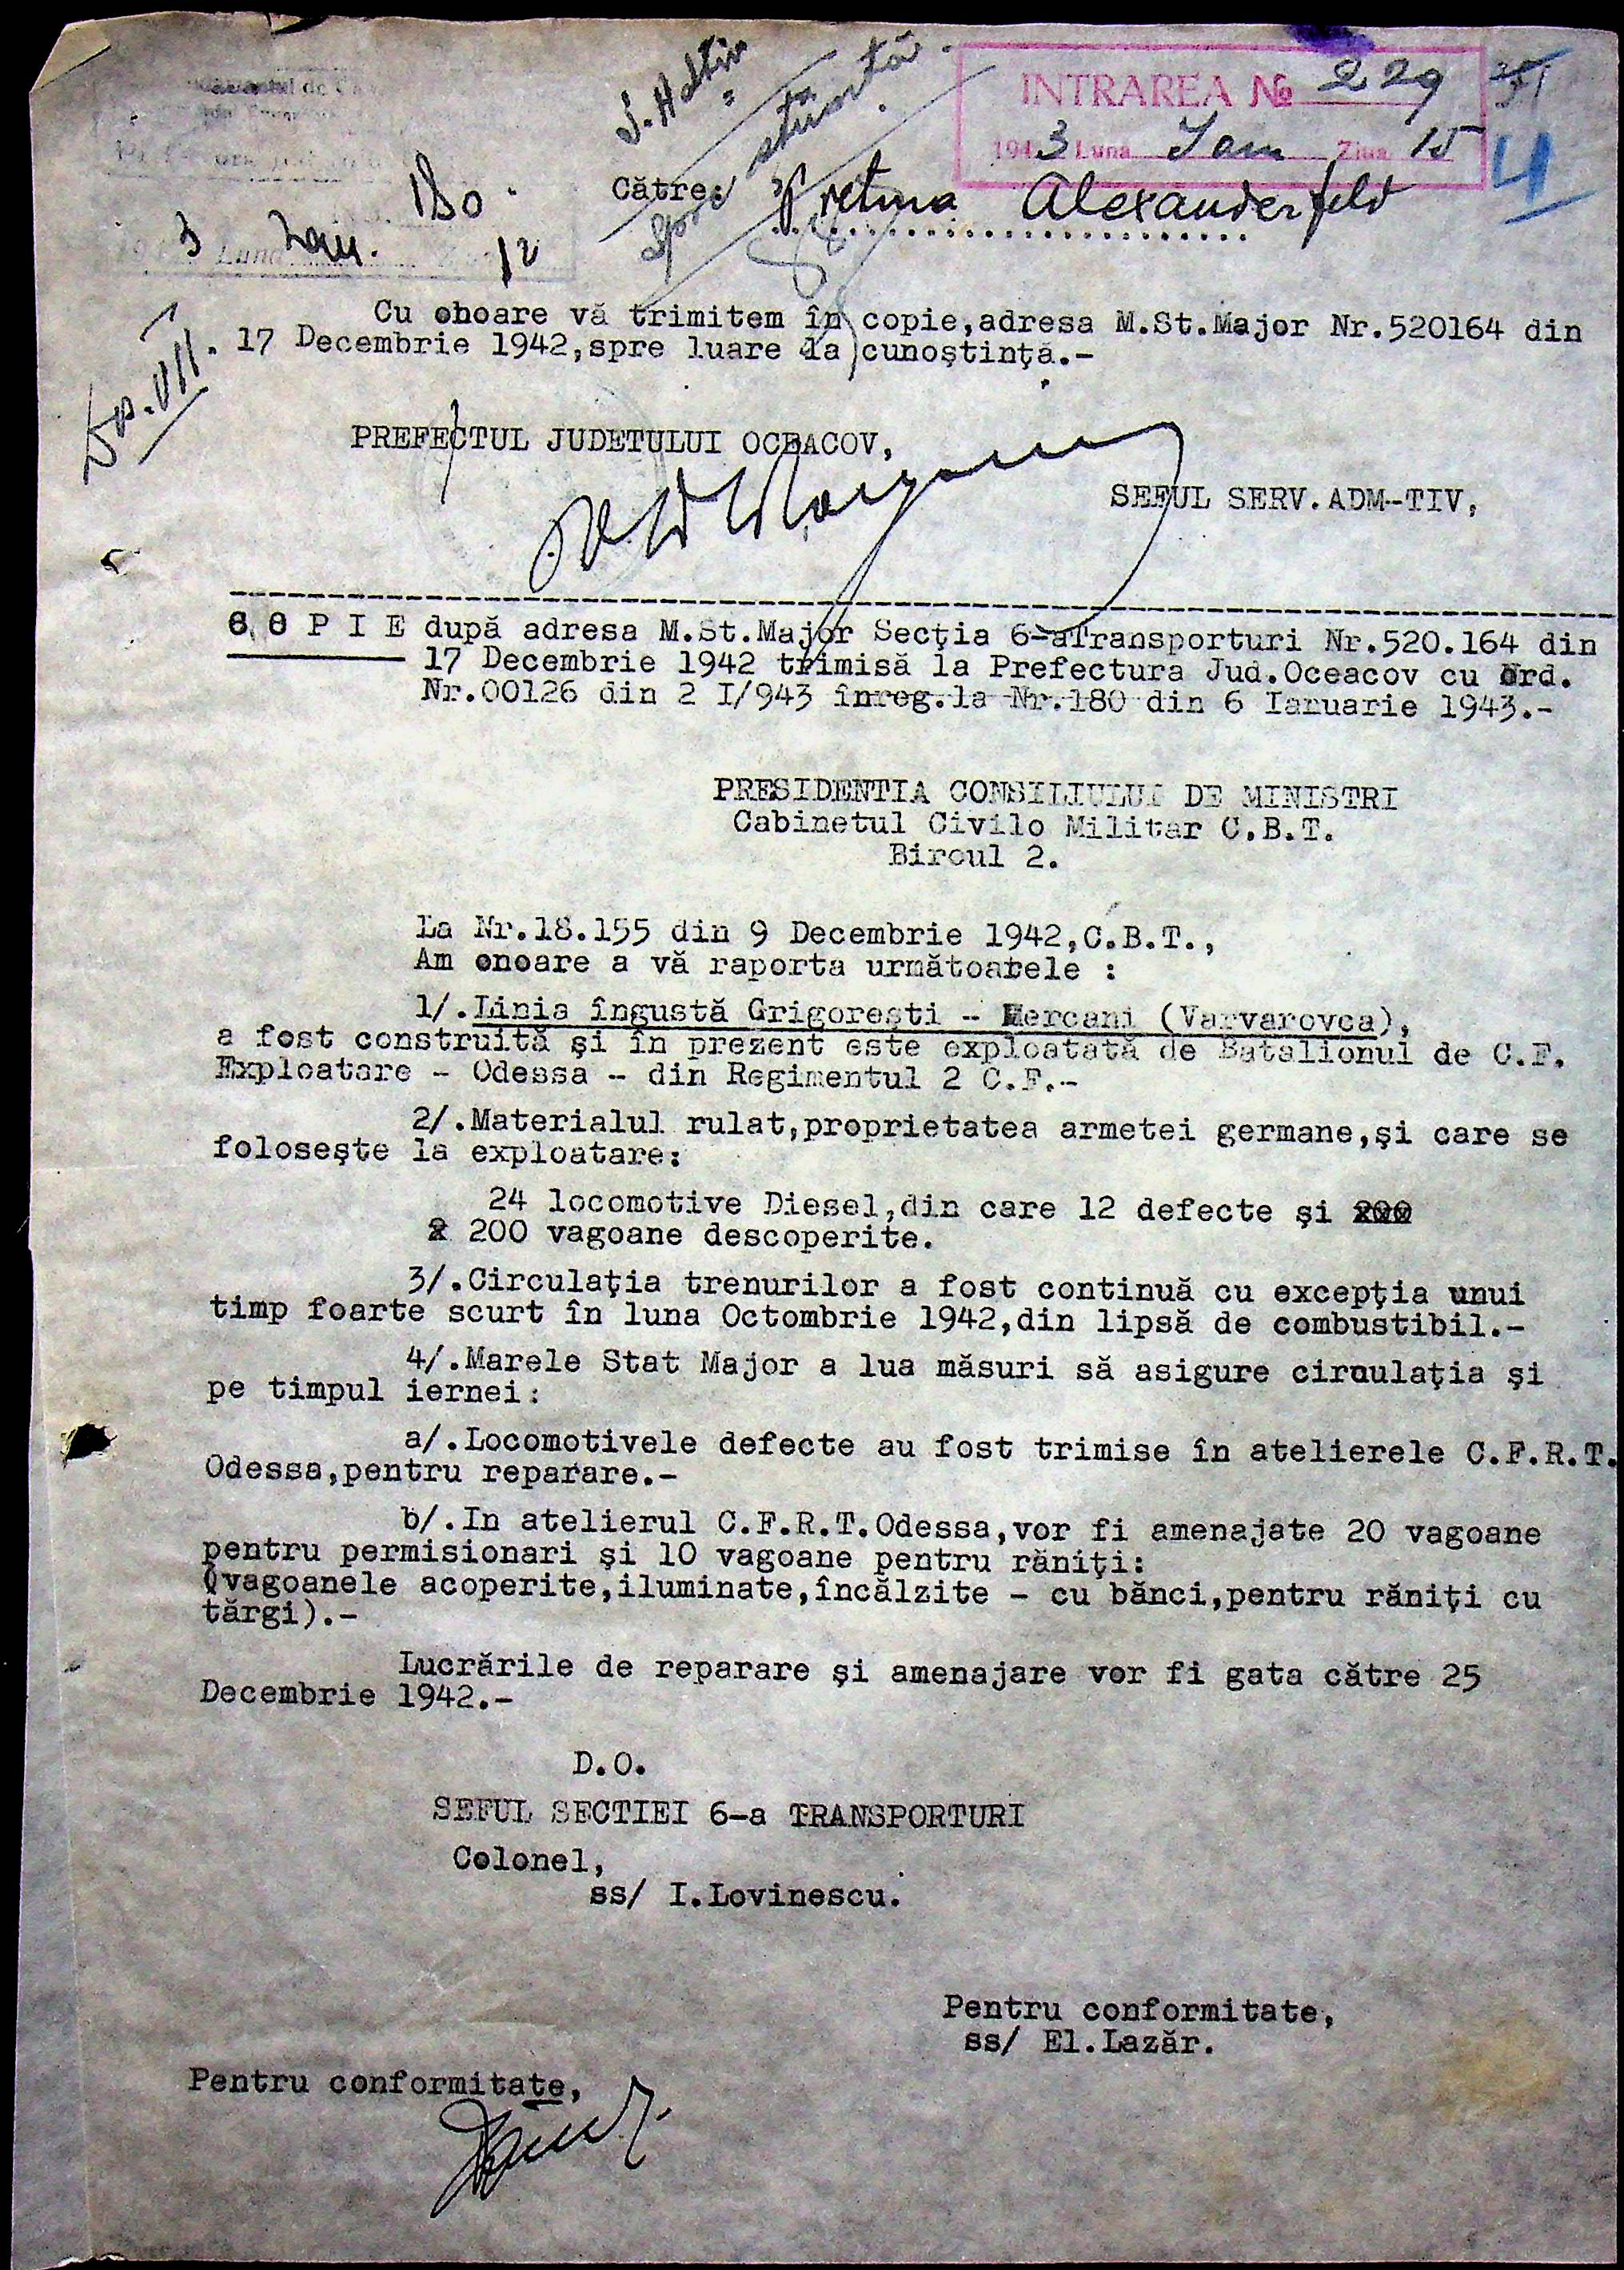 INTRAREA № 229
1943 Luna Ian Ziua 15
4
180.
3 Luna Ian. 12
Către: Pretura Alexanderfeld
Cu onoare vă trimitem în copie,adresa M.St.Major Nr.520164 din
17 Decembrie 1942,spre luare la cunoştinţă.-
PREFECTUL JUDETULUI OCEACOV,
SEFUL SERV.ADM-TIV,
C O P I E după adresa M.St.Major Secţia 6-aTransporturi Nr.520.164 din
17 Decembrie 1942 trimisă la Prefectura Jud.Oceacov cu Ord.
Nr.00126 din 2 I/943 înreg.la Nr.180 din 6 Ianuarie 1943.-
PRESIDENTIA CONSILIULUI DE MINISTRI
Cabinetul Civilo Militar C.B.T.
Biroul 2.
La Nr.18.155 din 9 Decembrie 1942,C.B.T.,
Am onoare a vă raporta următoarele :
1/.Linia îngustă Grigoreşti - Mercani (Varvarovca),
a fost construită şi în prezent este exploatată de Batalionul de C.F.
Exploatare - Odessa - din Regimentul 2 C.F.-
2/.Materialul rulat,proprietatea armetei germane,şi care se
foloseşte la exploatare:
24 locomotive Diesel,din care 12 defecte şi
200 vagoane descoperite.
3/.Circulaţia trenurilor a fost continuă cu excepţia unui
timp foarte scurt în luna Octombrie 1942,din lipsă de combustibil.-
4/.Marele Stat Major a lua măsuri să asigure circulaţia şi
pe timpul iernei:
a/.Locomotivele defecte au fost trimise în atelierele C.F.R.T.
Odessa,pentru reparare.-
b/.In atelierul C.F.R.T.Odessa,vor fi amenajate 20 vagoane
pentru permisionari şi 10 vagoane pentru răniţi:
(vagoanele acoperite,iluminate,încălzite - cu bănci,pentru răniţi cu
tărgi).-
Lucrările de reparare şi amenajare vor fi gata către 25
Decembrie 1942.-
D.O.
SEFUL SECTIEI 6-a TRANSPORTURI
Colonel,
ss/ I.Lovinescu.
Pentru conformitate,
ss/ El.Lazăr.
Pentru conformitate,